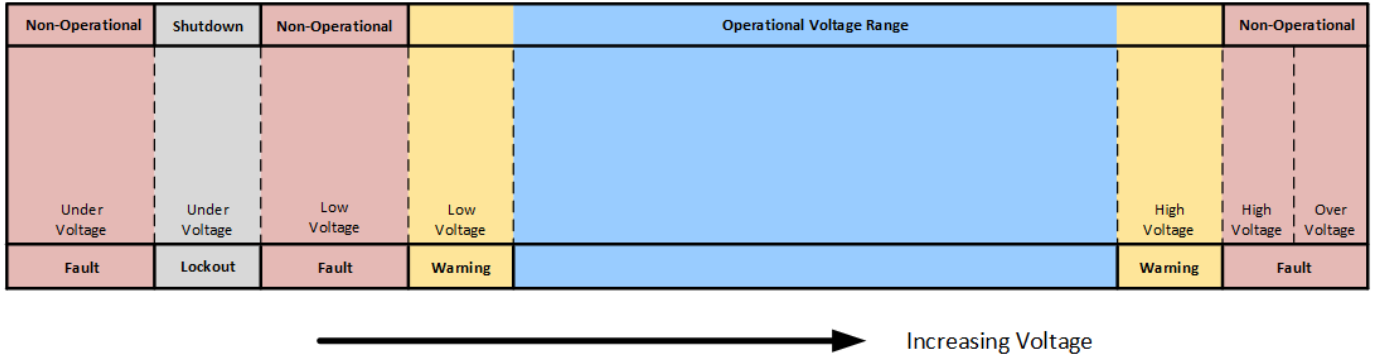 Non-Operational Shutdown Non-Operational Operational Voltage Range Non-Operational
Under Under Low Low High High Over
Voltage Voltage Voltage Voltage Voltage Voltage Voltage
Fault Lockout Fault Warning Warning Fault
Increasing Voltage